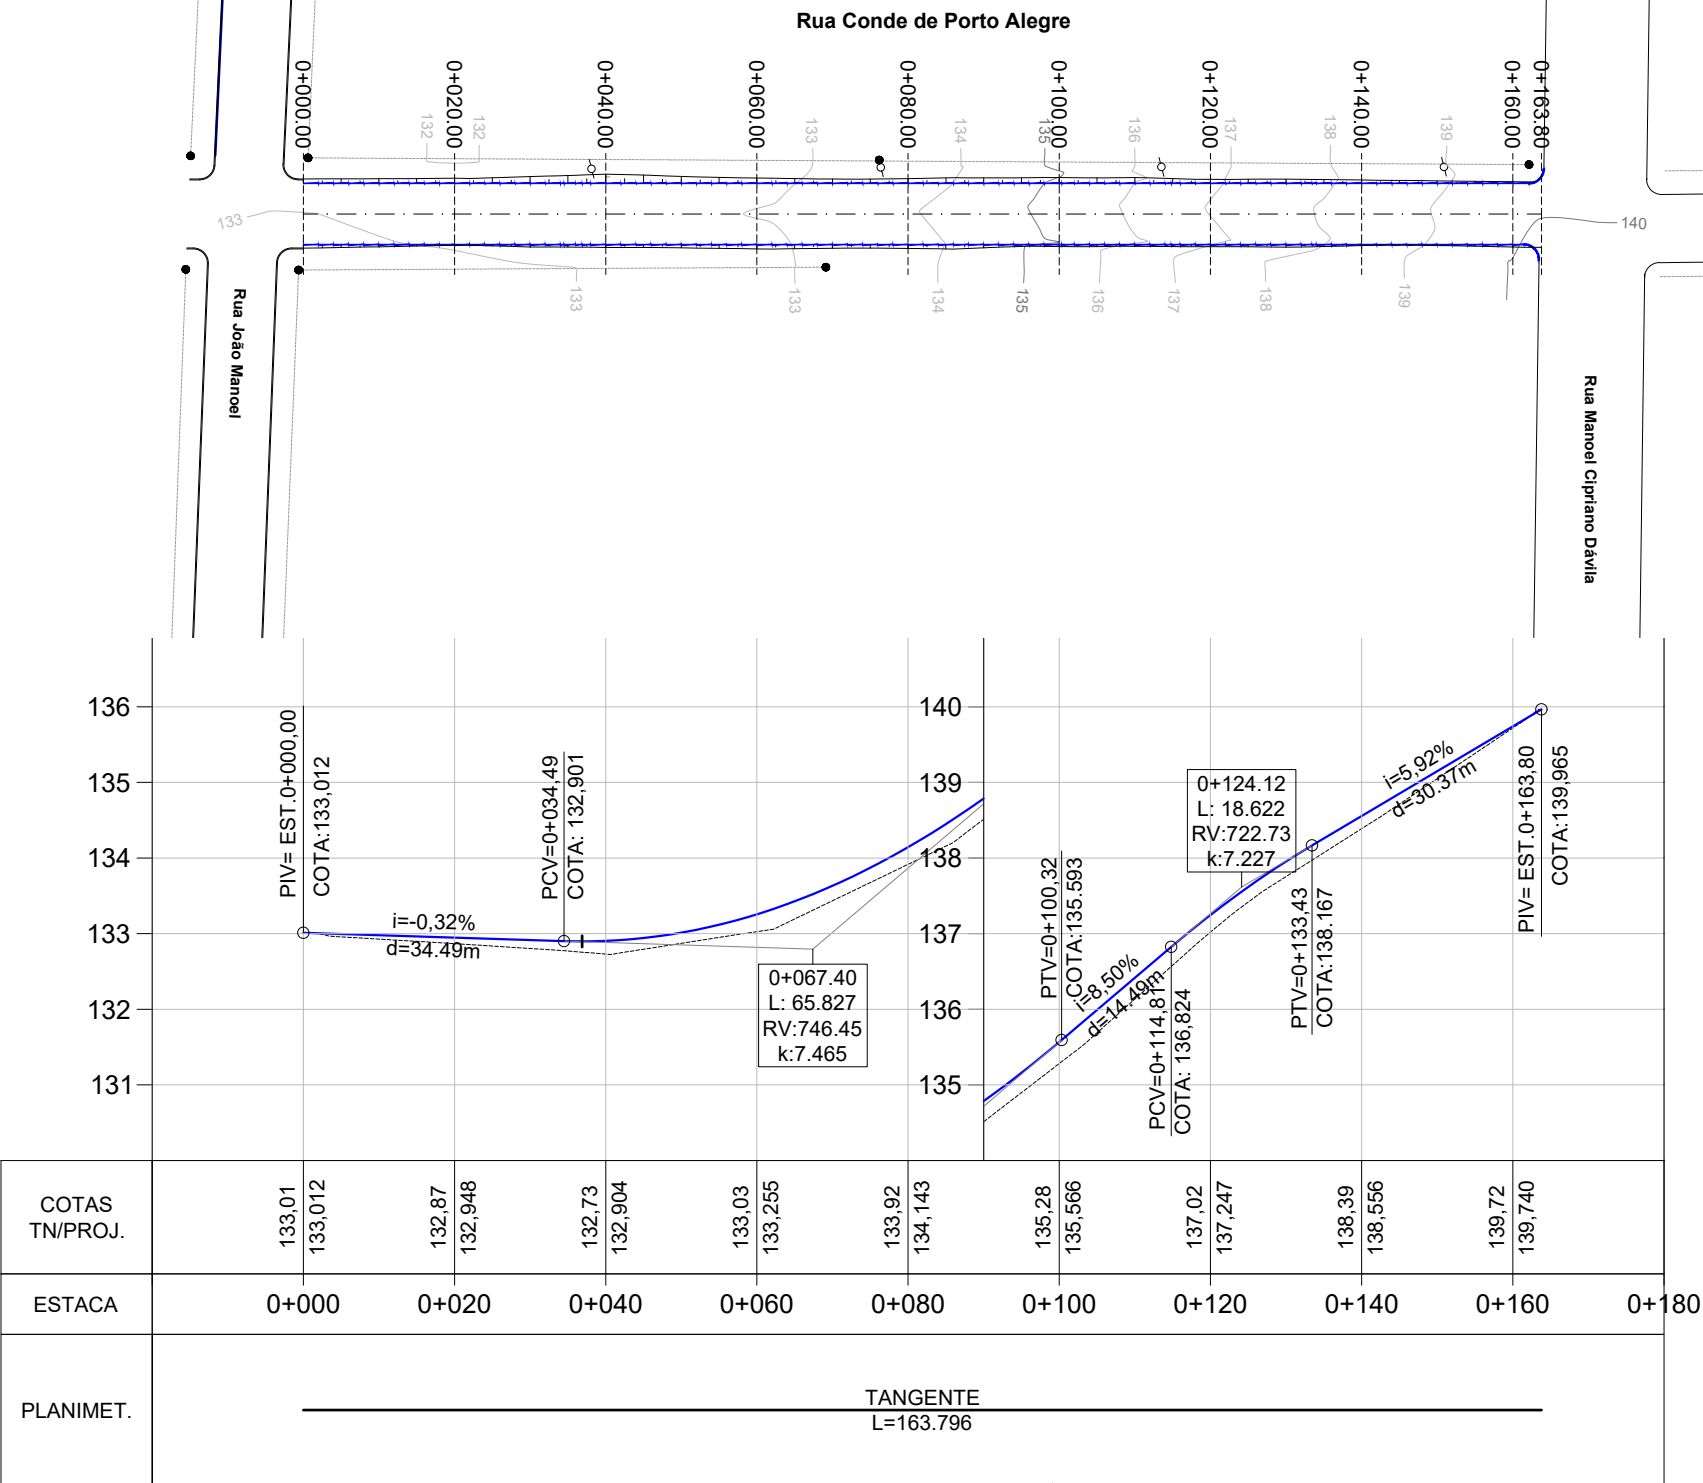 Rua Conde de Porto Alegre
0+000.00
0+020.00
0+040.00
0+060.00
0+080.00
0+100.00
0+120.00
0+140.00
0+160.00
0+163.80
132
132
133
134
135
136
137
138
139
133
140
133
133
134
135
136
137
138
139
Rua João Manoel
Rua Manoel Cipriano Dávila
136
135
134
133
132
131
140
139
138
137
136
135
PIV= EST.0+000,00
COTA:133,012
PCV=0+034,49
COTA: 132,901
i=-0,32%
d=34.49m
0+067.40
L: 65.827
RV:746.45
k:7.465
PTV=0+100,32
COTA:135.593
i=8,50%
d=14.49m
PCV=0+114,81
COTA: 136,824
0+124.12
L: 18.622
RV:722.73
k:7.227
PTV=0+133,43
COTA:138.167
i=5,92%
d=30.37m
PIV= EST.0+163,80
COTA:139,965
COTAS
TN/PROJ.
133,01
133,012
132,87
132,948
132,73
132,904
133,03
133,255
133,92
134,143
135,28
135,566
137,02
137,247
138,39
138,556
139,72
139,740
ESTACA
0+000
0+020
0+040
0+060
0+080
0+100
0+120
0+140
0+160
0+180
PLANIMET.
TANGENTE
L=163.796